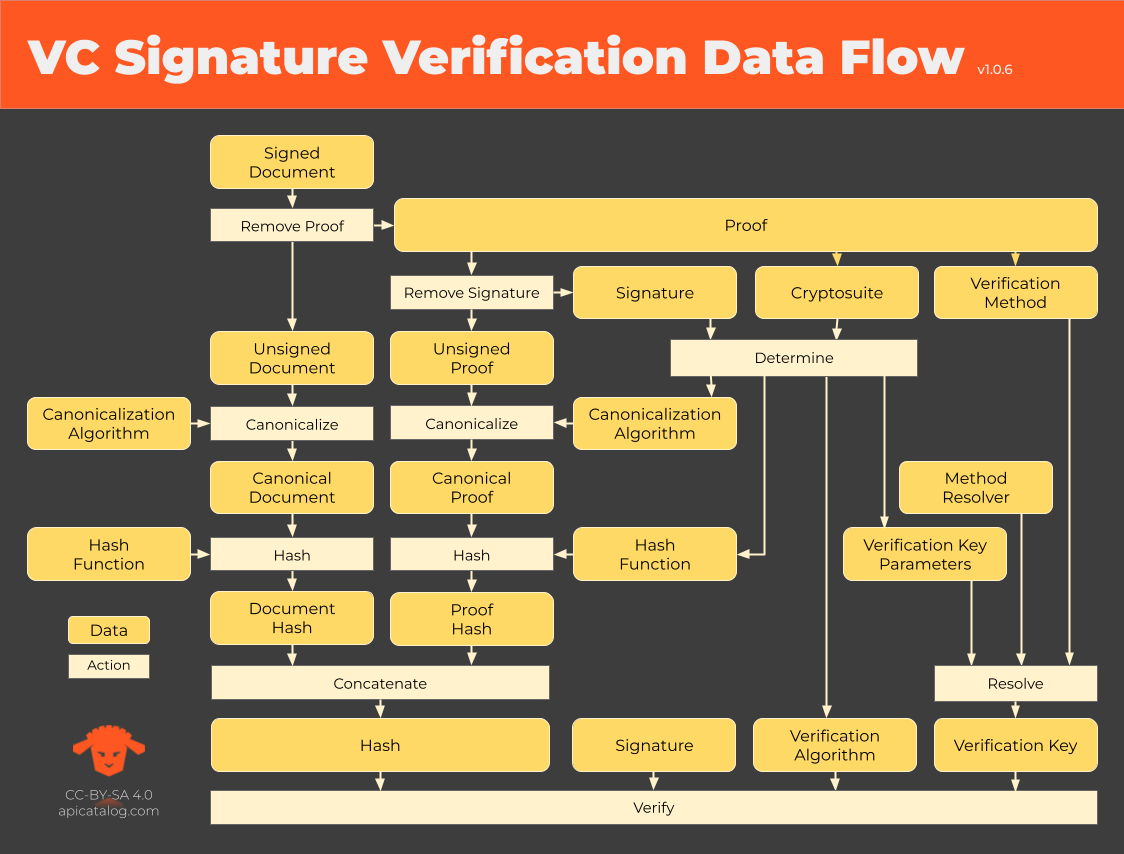 VC Signature Verification Data Flow v1.0.6
Signed
Document
Remove Proof
Proof
Remove Signature
Signature
Cryptosuite
Verification
Method
Unsigned
Document
Unsigned
Proof
Determine
Canonicalization
Algorithm
Canonicalize
Canonicalize
Canonicalization
Algorithm
Canonical
Document
Canonical
Proof
Method
Resolver
Hash
Function
Hash
Hash
Hash
Function
Verification Key
Parameters
Document
Hash
Proof
Hash
Data
Action
Concatenate
Resolve
Hash
Signature
Verification
Algorithm
Verification Key
Verify
CC-BY-SA 4.0
apicatalog.com